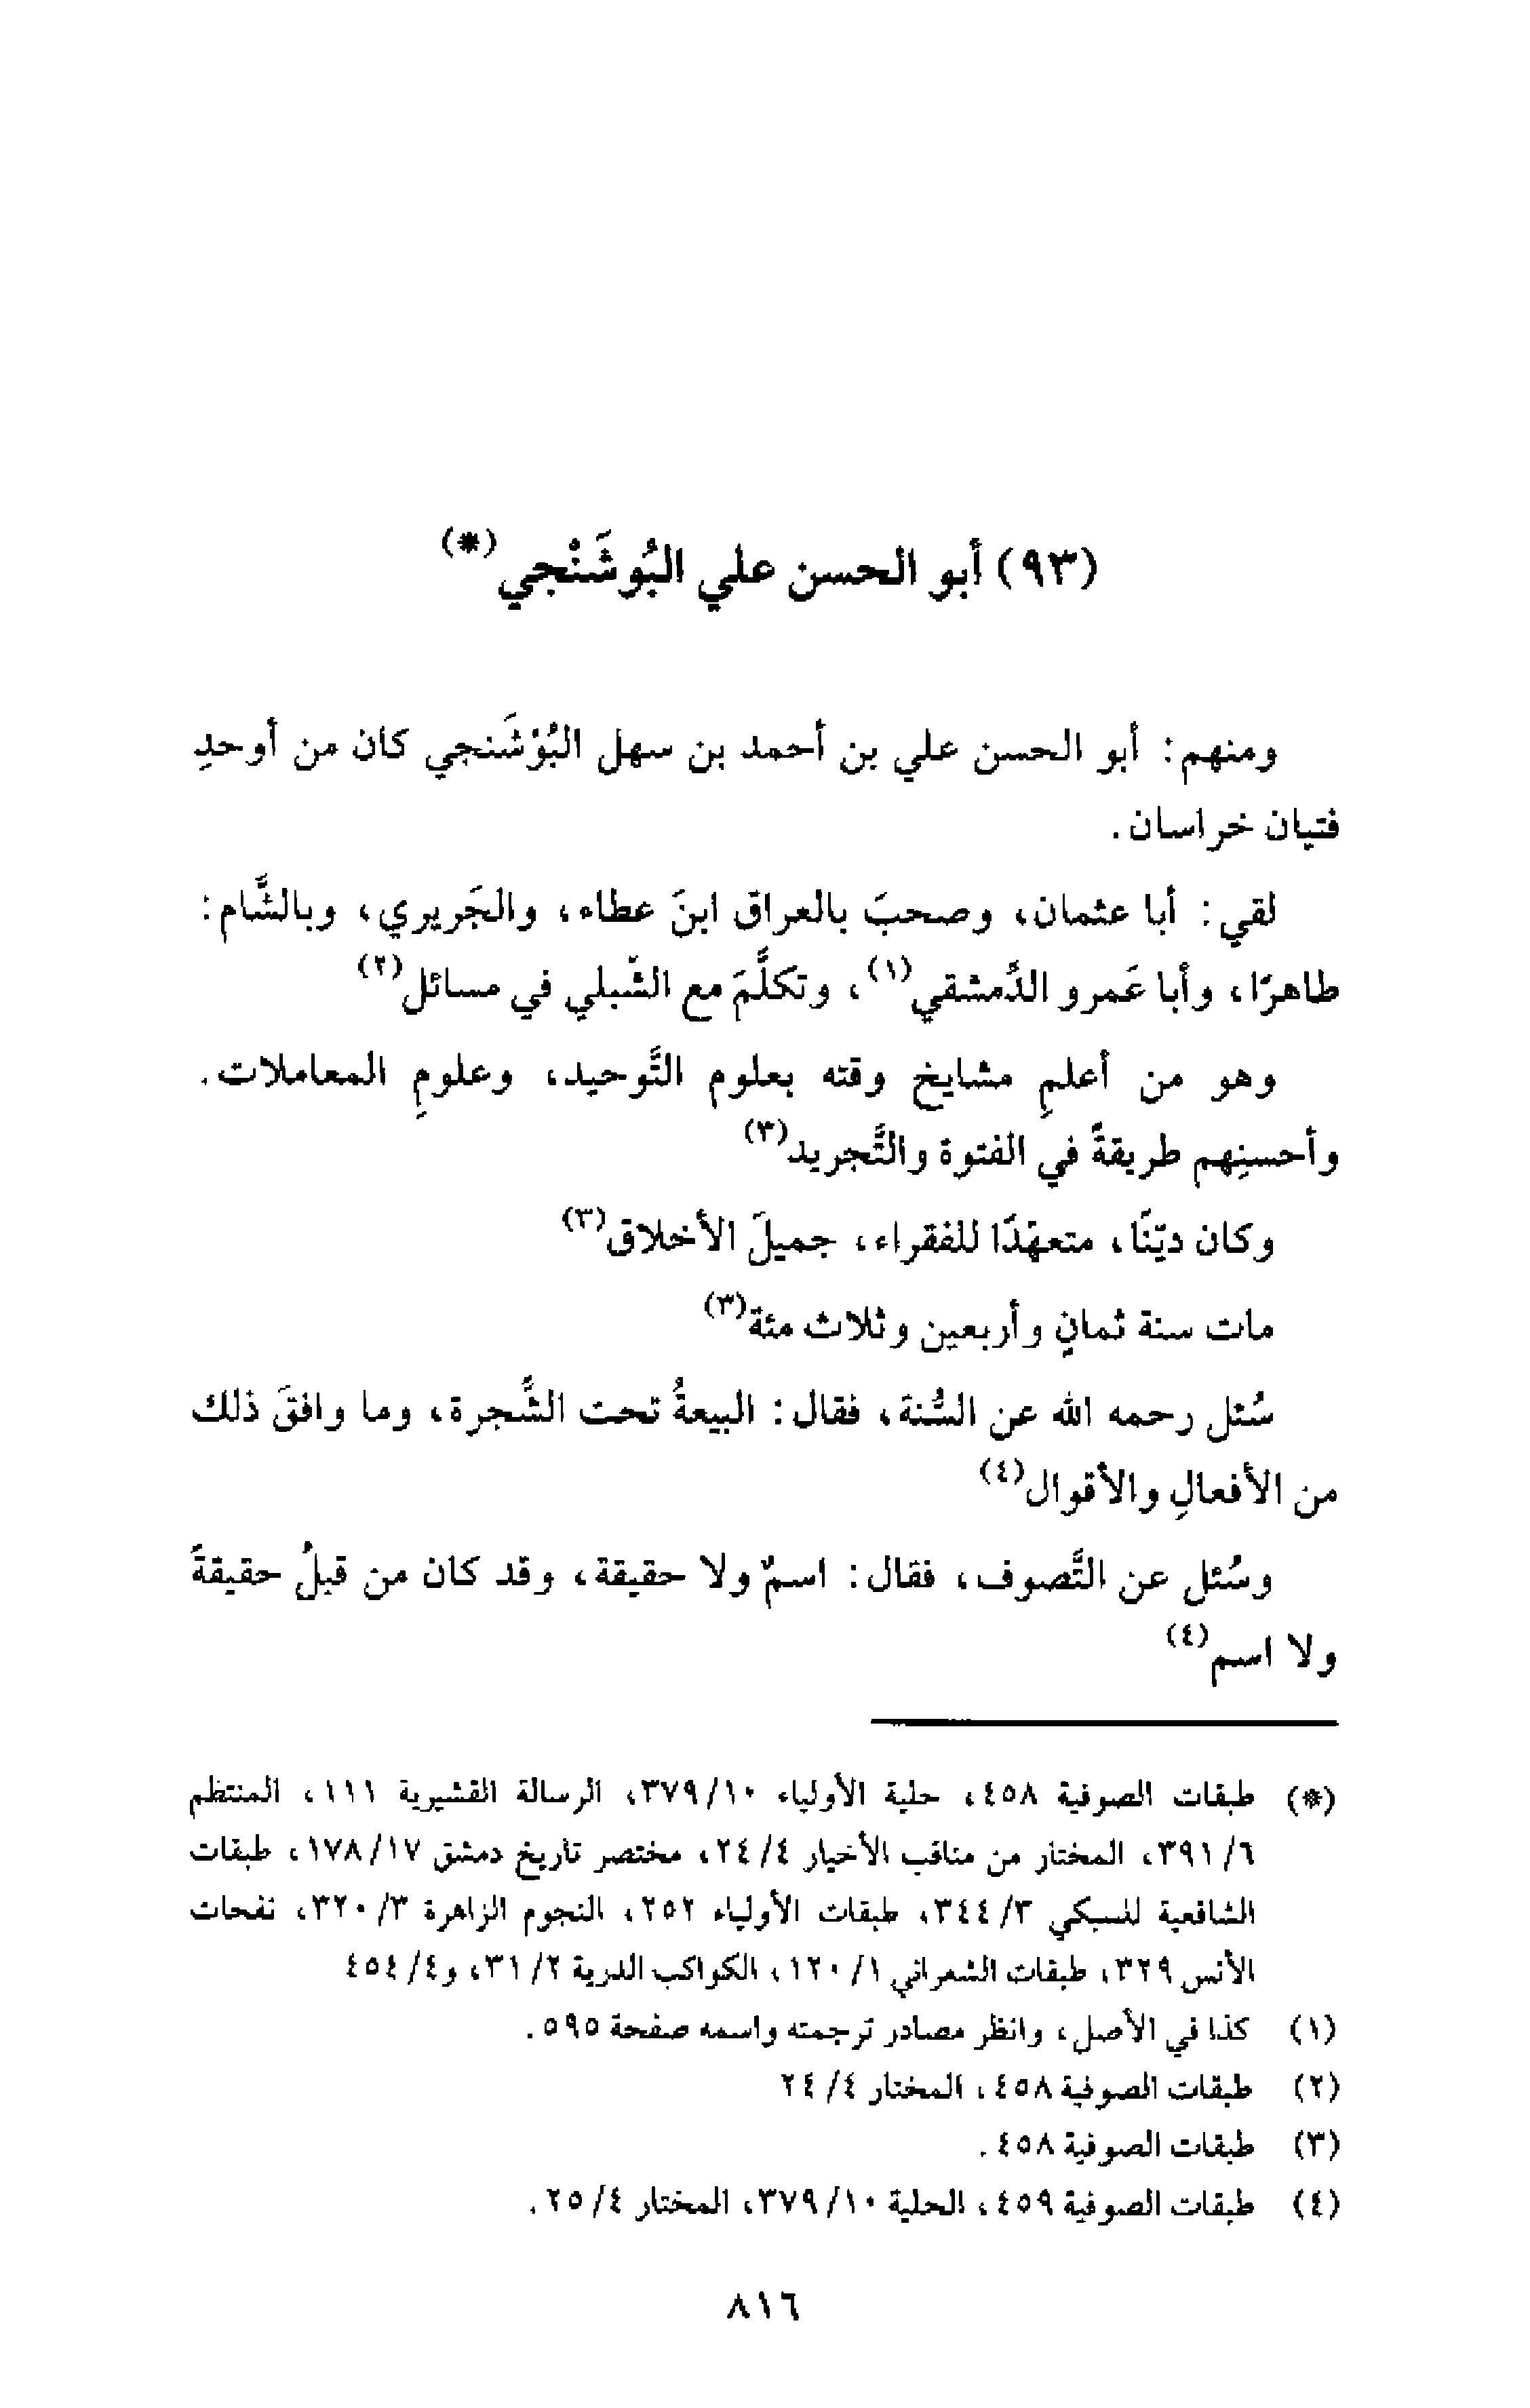 (٩٣) أبو الحسن علي البُوشَنْجي(*)
ومنهم: أبو الحسن علي بن أحمد بن سهل البُوْشَنجي كان من أوحدِ
فتيان خراسان.
لقي: أبا عثمان، وصحبَ بالعراق ابنَ عطاء، والجَريري، وبالشَّام:
طاهرًا، وأبا عَمرو الدِّمشقي(١)، وتكلَّمَ مع الشّبلي في مسائل(٢)
وهو من أعلمِ مشايخ وقته بعلوم التَّوحيد، وعلومِ المعاملات.
وأحسنِهم طريقةً في الفتوة والتَّجريد(٣)
وكان ديّنًا، متعهّدًا للفقراء، جميلَ الأخلاق(٣)
مات سنة ثمانٍ وأربعين وثلاث مئة(٣)
سُئل رحمه الله عن السُّنة، فقال: البيعةُ تحت الشَّجرة، وما وافقَ ذلك
من الأفعالِ والأقوال(٤)
وسُئل عن التَّصوف، فقال: اسمٌ ولا حقيقة، وقد كان من قبلُ حقيقةً
ولا اسم(٤)
(*) طبقات الصوفية ٤٥٨، حلية الأولياء ١٠/٣٧٩، الرسالة القشيرية ١١١، المنتظم
٦/٣٩١، المختار من مناقب الأخيار ٤/٢٤، مختصر تاريخ دمشق ١٧/١٧٨، طبقات
الشافعية للسبكي ٣/٣٤٤، طبقات الأولياء ٢٥٢، النجوم الزاهرة ٣/٣٢٠، نفحات
الأنس ٣٢٩، طبقات الشعراني ١/١٢٠، الكواكب الدرية ٢/٣١، و٤/٤٥٤
(١) كذا في الأصل، وانظر مصادر ترجمته واسمه صفحة ٥٩٥.
(٢) طبقات الصوفية ٤٥٨، المختار ٤/٢٤
(٣) طبقات الصوفية ٤٥٨.
(٤) طبقات الصوفية ٤٥٩، الحلية ١٠/٣٧٩، المختار ٤/٢٥.
٨١٦